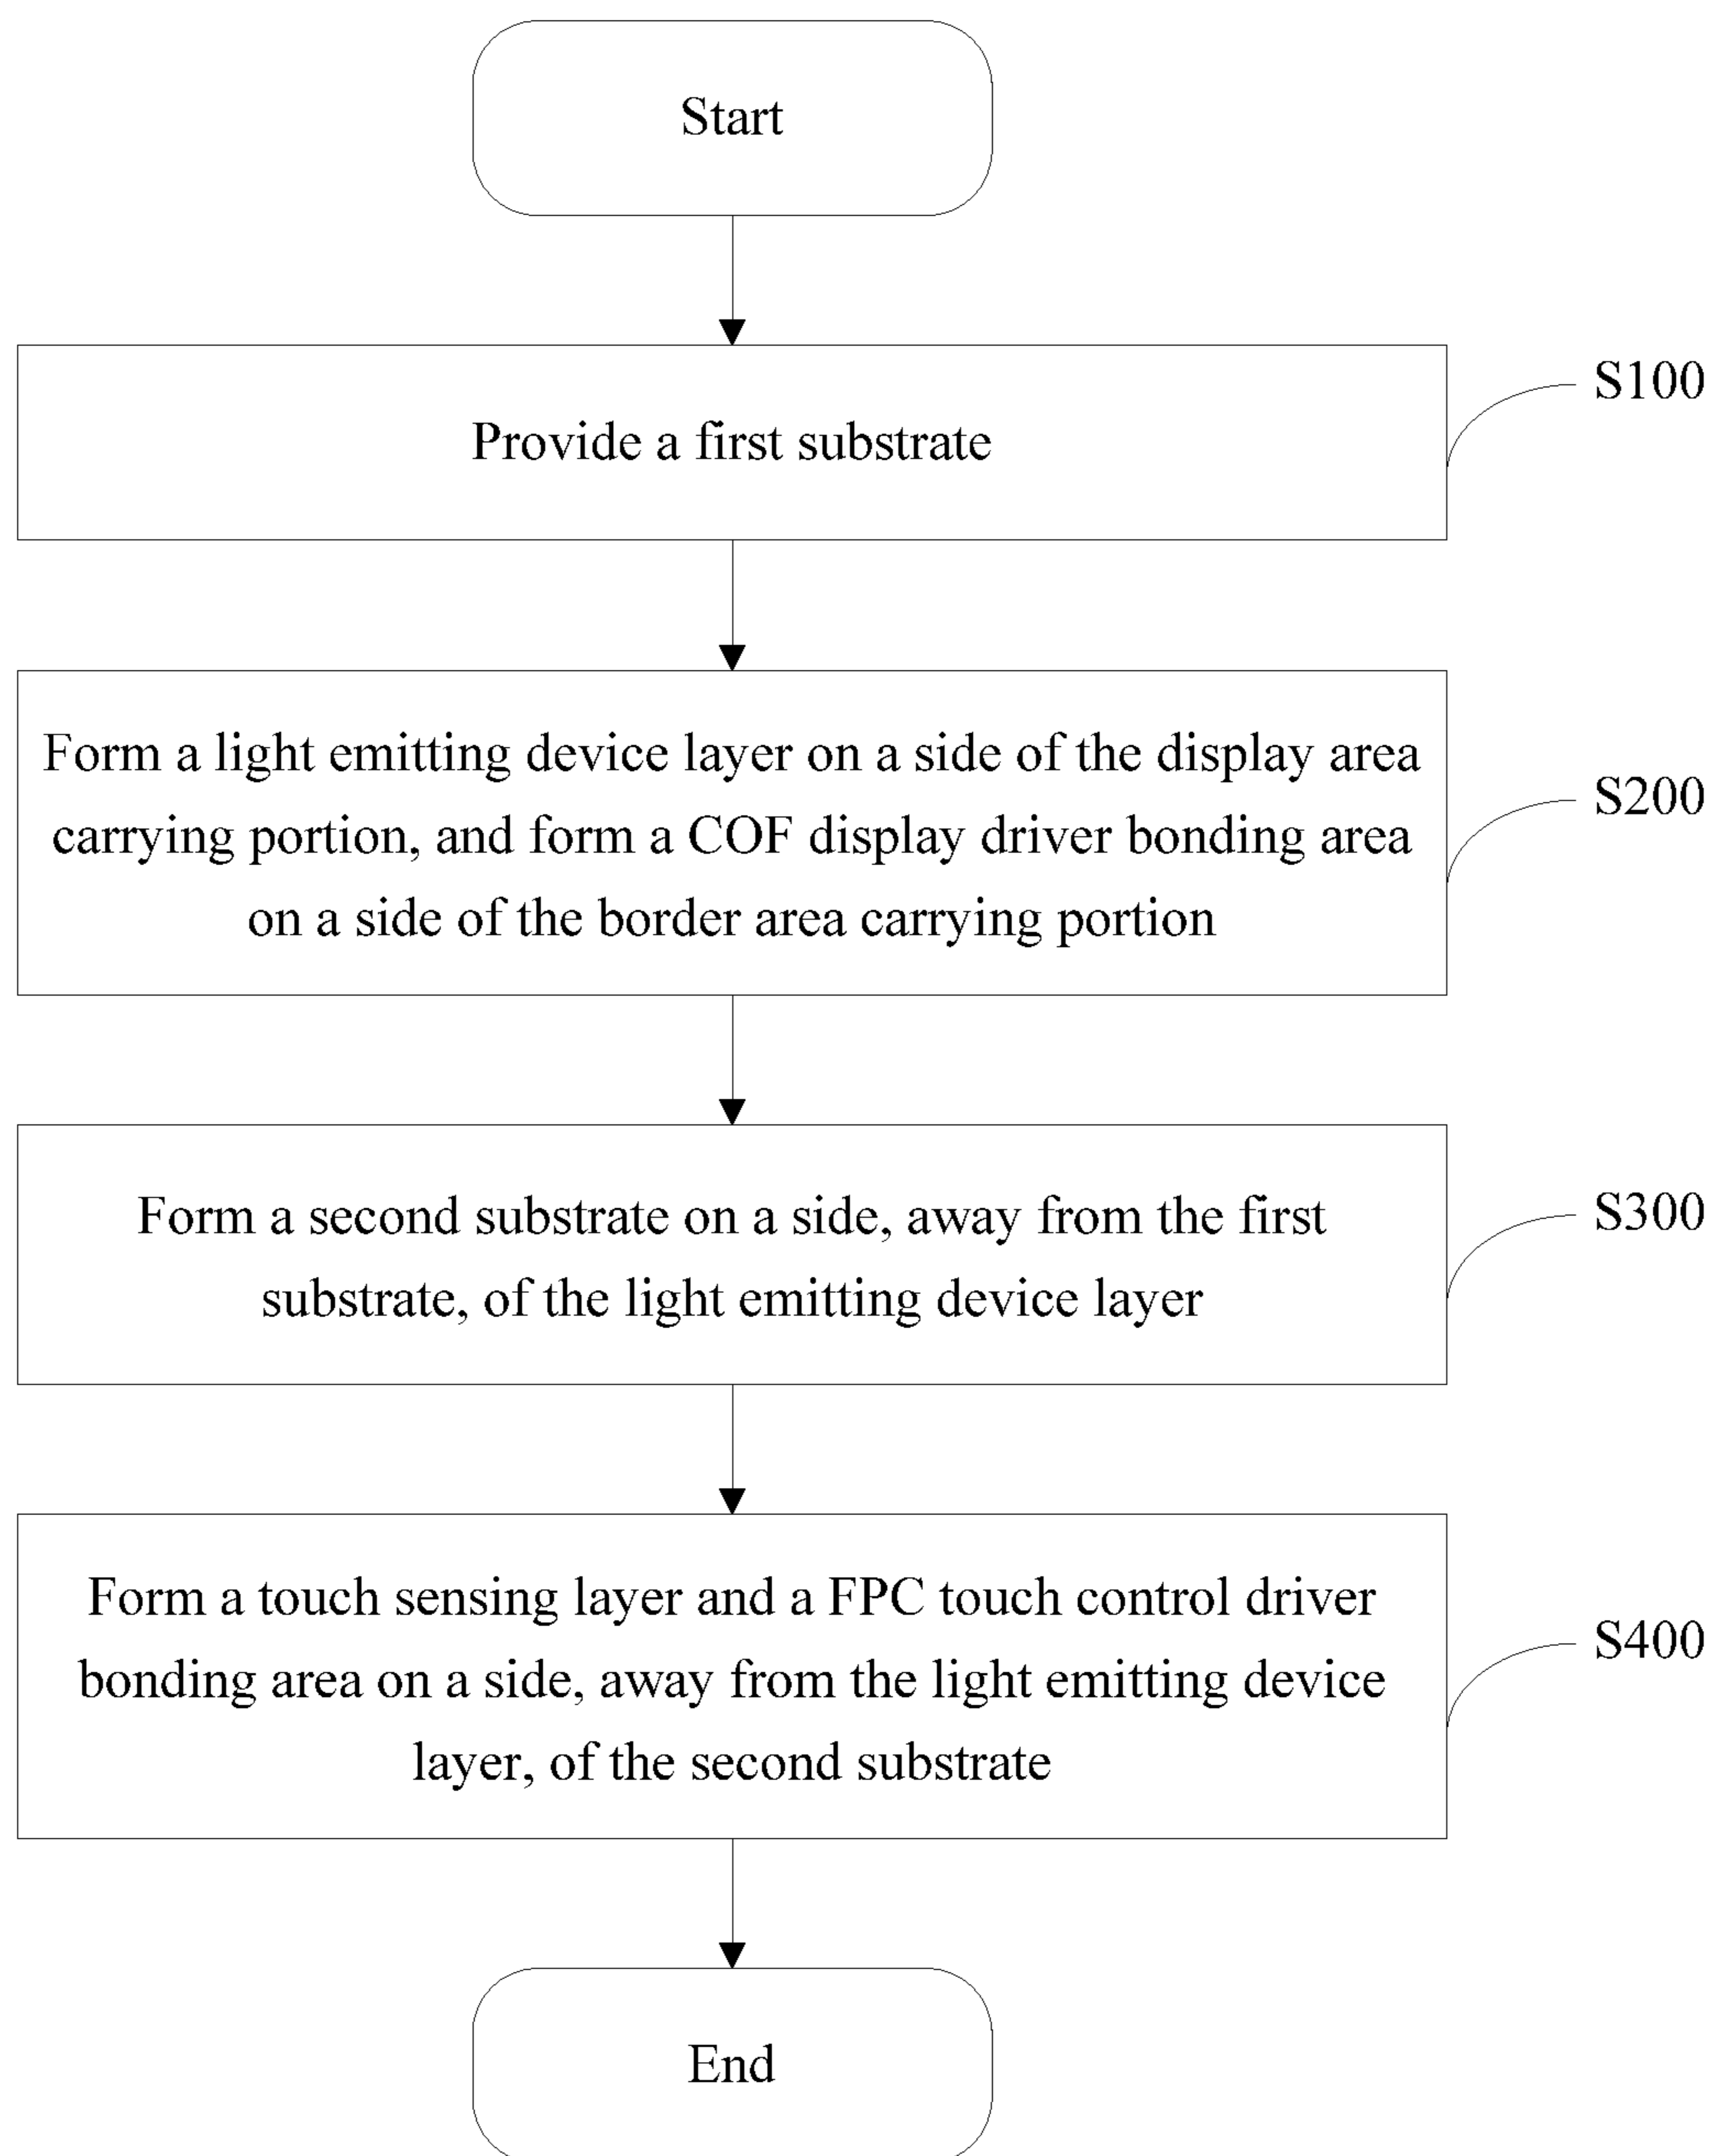 Start
Provide a first substrate
S100
Form a light emitting device layer on a side of the display area
carrying portion, and form a COF display driver bonding area
on a side of the border area carrying portion
S200
Form a second substrate on a side, away from the first
substrate, of the light emitting device layer
S300
Form a touch sensing layer and a FPC touch control driver
bonding area on a side, away from the light emitting device
layer, of the second substrate
S400
End